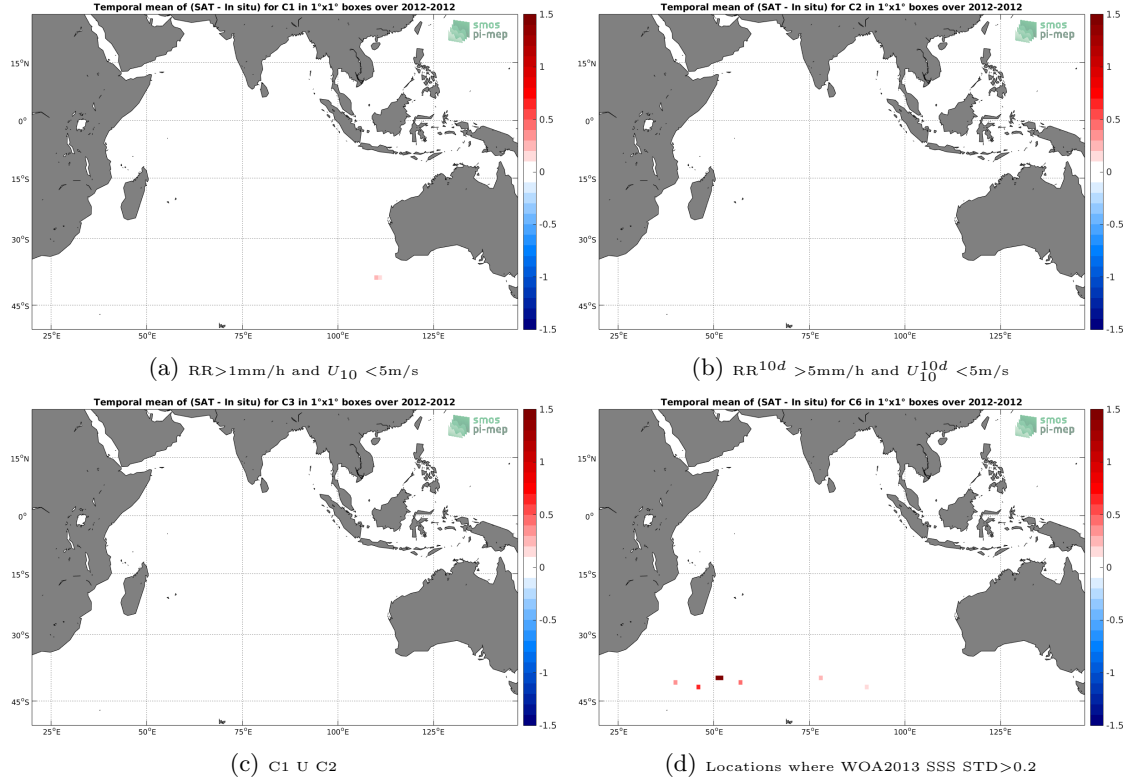 Temporal mean of (SAT - In situ) for C1 in 1°x1° boxes over 2012-2012
smos
pi-mep
15°N
0°
15°S
30°S
45°S
25°E
50°E
75°E
100°E
125°E
1.5
1
0.5
0
-0.5
-1
-1.5
(a) RR>1mm/h and U10 <5m/s
Temporal mean of (SAT - In situ) for C2 in 1°x1° boxes over 2012-2012
smos
pi-mep
15°N
0°
15°S
30°S
45°S
25°E
50°E
75°E
100°E
125°E
1.5
1
0.5
0
-0.5
-1
-1.5
(b) RR10d >5mm/h and U10 10d <5m/s
Temporal mean of (SAT - In situ) for C3 in 1°x1° boxes over 2012-2012
smos
pi-mep
15°N
0°
15°S
30°S
45°S
25°E
50°E
75°E
100°E
125°E
1.5
1
0.5
0
-0.5
-1
-1.5
(c) C1 U C2
Temporal mean of (SAT - In situ) for C6 in 1°x1° boxes over 2012-2012
smos
pi-mep
15°N
0°
15°S
30°S
45°S
25°E
50°E
75°E
100°E
125°E
1.5
1
0.5
0
-0.5
-1
-1.5
(d) Locations where WOA2013 SSS STD>0.2